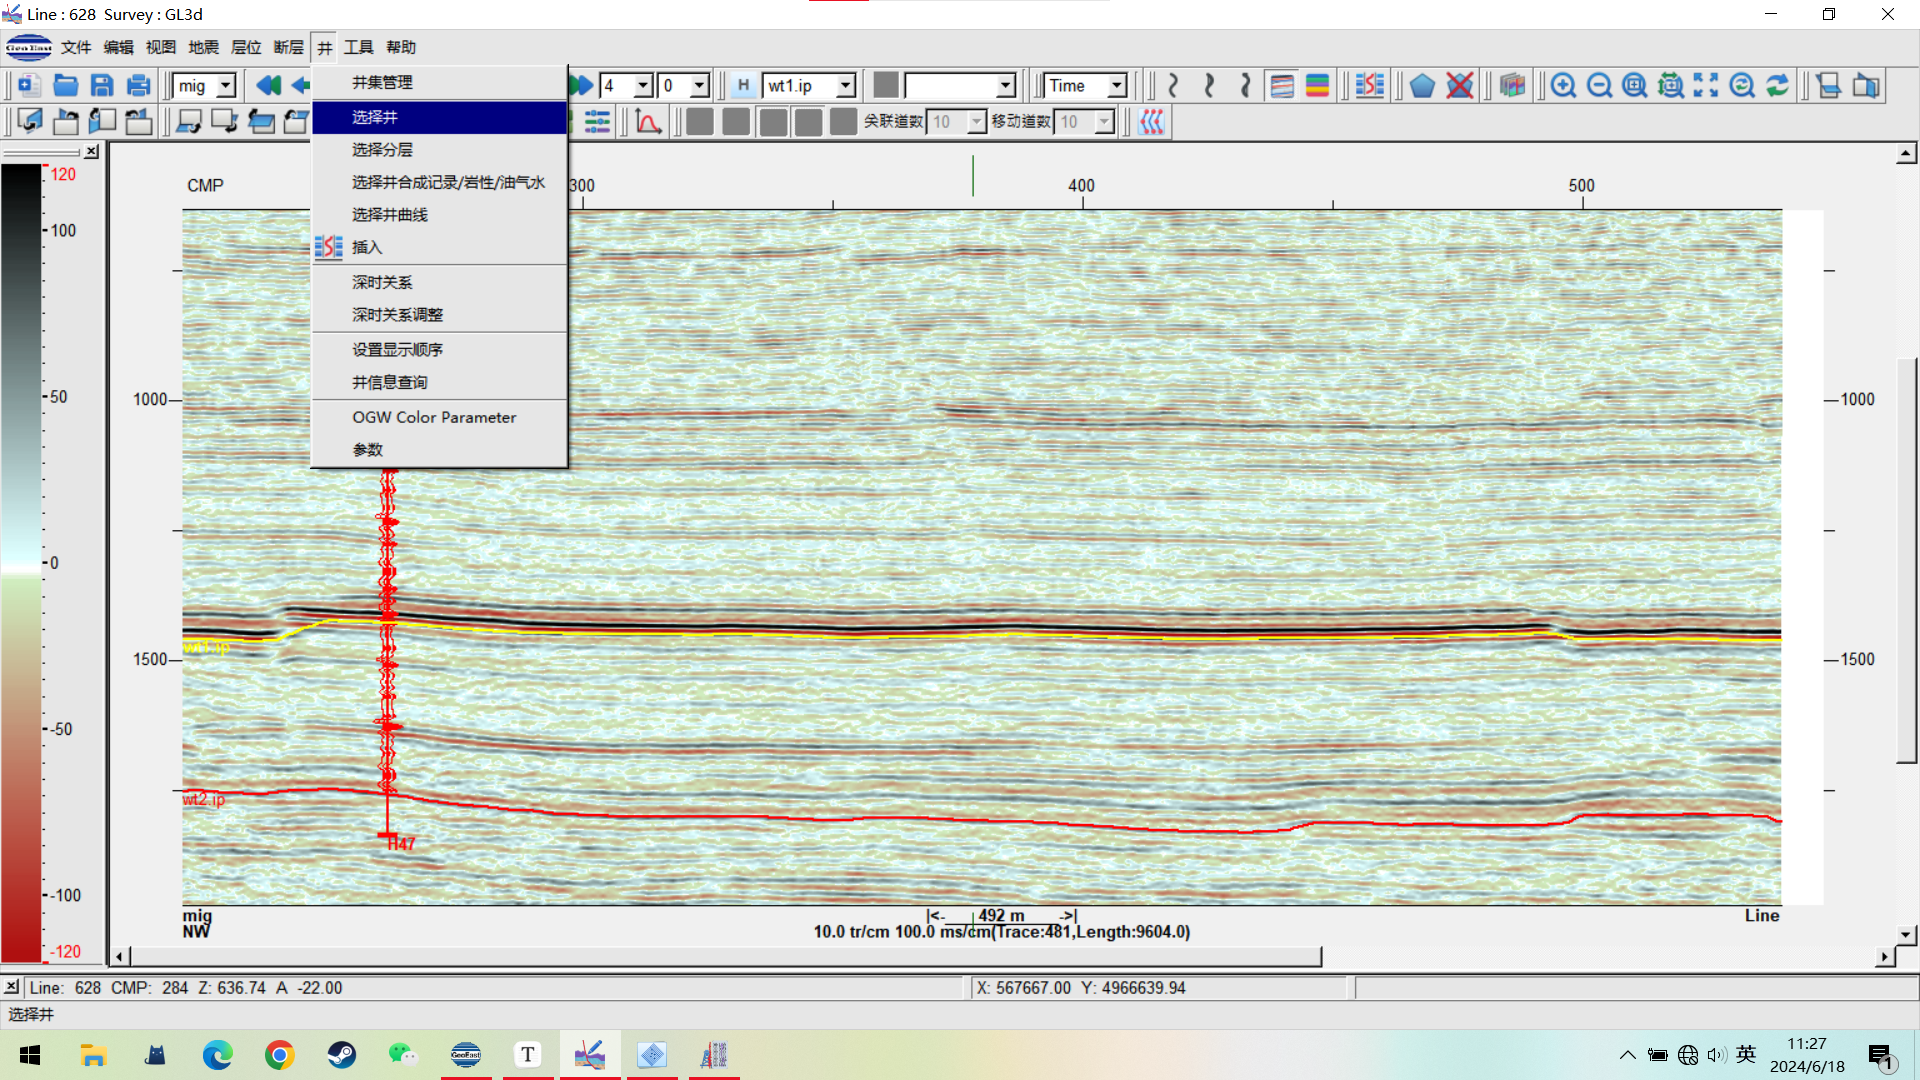 Line : 628 Survey : GL3d
GeoEast 文件 编辑 视图 地震 层位 断层 井 工具 帮助
mig 4 0 H wt1.ip Time
关联道数 10 移动道数 10
井集管理
选择井
选择分层
选择井合成记录/岩性/油气水
选择井曲线
插入
深时关系
深时关系调整
设置显示顺序
井信息查询
OGW Color Parameter
参数
120
100
50
0
-50
-100
-120
CMP 300 400 500
1000 1000
1500 1500
wt1.ip
wt2.ip
H47
mig |<- 492 m ->| Line
NW 10.0 tr/cm 100.0 ms/cm(Trace:481,Length:9604.0)
Line: 628 CMP: 284 Z: 636.74 A -22.00 X: 567667.00 Y: 4966639.94
选择井
GeoEast T 英 11:27
2024/6/18 1